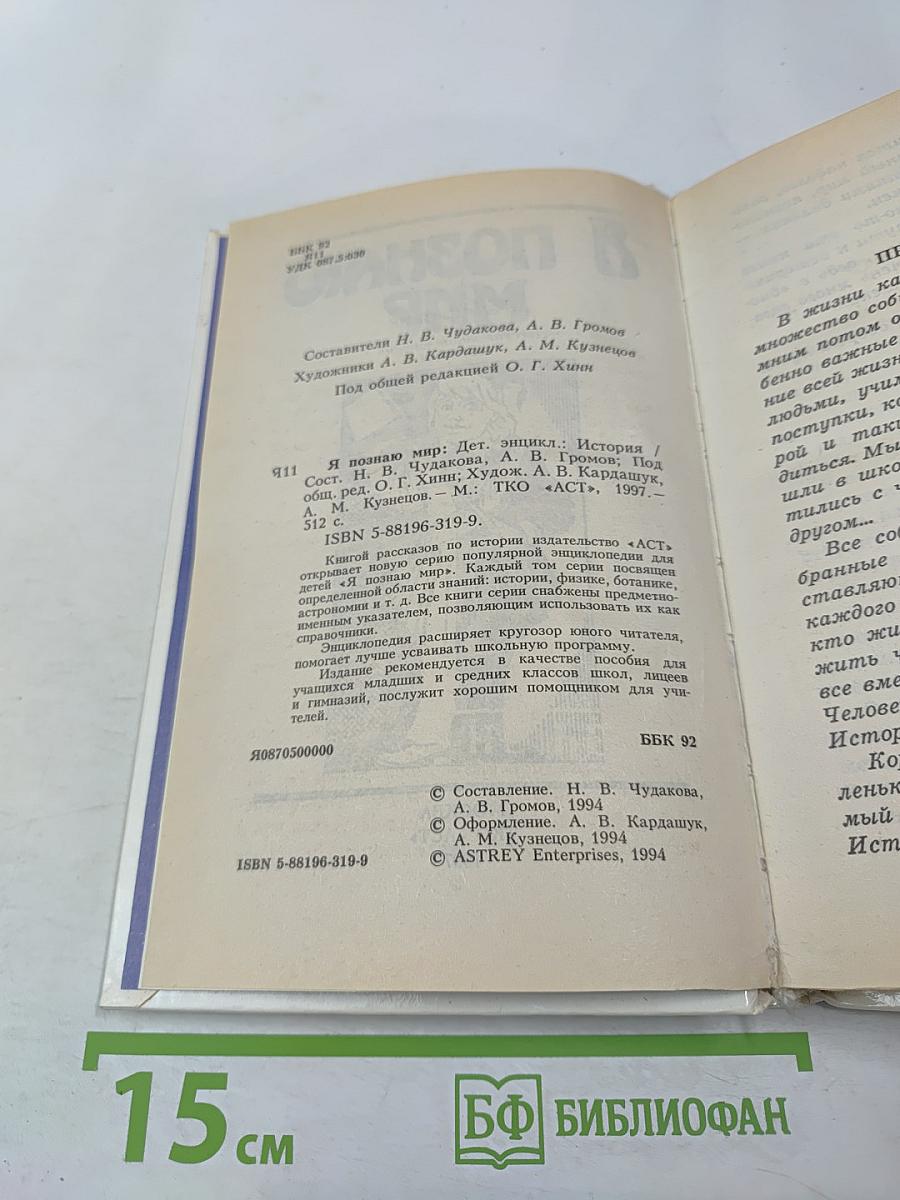 ББК 92
Я11
УДК 087.5:030
Составители Н. В. Чудакова, А. В. Громов
Художники А. В. Кардашук, А. М. Кузнецов
Под общей редакцией О. Г. Хинн
Я11 Я познаю мир: Дет. энцикл.: История /
Сост. Н. В. Чудакова, А. В. Громов; Под
общ. ред. О. Г. Хинн; Худож. А. В. Кардашук,
А. М. Кузнецов. — М.: ТКО «АСТ», 1997.—
512 с.
ISBN 5-88196-319-9.
Книгой рассказов по истории издательство «АСТ»
открывает новую серию популярной энциклопедии для
детей «Я познаю мир». Каждый том серии посвящен
определенной области знаний: истории, физике, ботанике,
астрономии и т. д. Все книги серии снабжены предметно-
именным указателем, позволяющим использовать их как
справочники.
Энциклопедия расширяет кругозор юного читателя,
помогает лучше усваивать школьную программу.
Издание рекомендуется в качестве пособия для
учащихся младших и средних классов школ, лицеев
и гимназий, послужит хорошим помощником для учи-
телей.
Я0870500000 ББК 92
© Составление. Н. В. Чудакова,
А. В. Громов, 1994
© Оформление. А. В. Кардашук,
А. М. Кузнецов, 1994
ISBN 5-88196-319-9 © ASTREY Enterprises, 1994
В жизни ка
множество соб
мним потом о
бенно важные
ние всей жизн
людьми, учим
поступки, ко
рой и таки
диться. Мы
шли в шко
тились с ч
другом...
Все соб
бранные
ставляю
каждого
кто жи
жить ч
все вме
Челове
Истор
Ко
леньк
мый
Ист
15 см
БФ БИБЛИОФАН